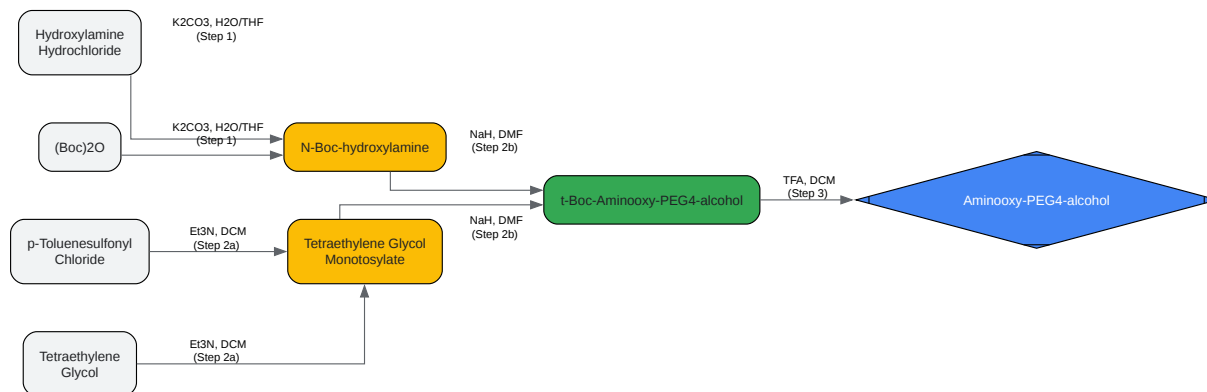 Hydroxylamine
Hydrochloride
K2CO3, H2O/THF
(Step 1)
(Boc)2O
K2CO3, H2O/THF
(Step 1)
N-Boc-hydroxylamine
NaH, DMF
(Step 2b)
t-Boc-Aminooxy-PEG4-alcohol
TFA, DCM
(Step 3)
Aminooxy-PEG4-alcohol
p-Toluenesulfonyl
Chloride
Et3N, DCM
(Step 2a)
Tetraethylene Glycol
Monotosylate
NaH, DMF
(Step 2b)
Tetraethylene
Glycol
Et3N, DCM
(Step 2a)